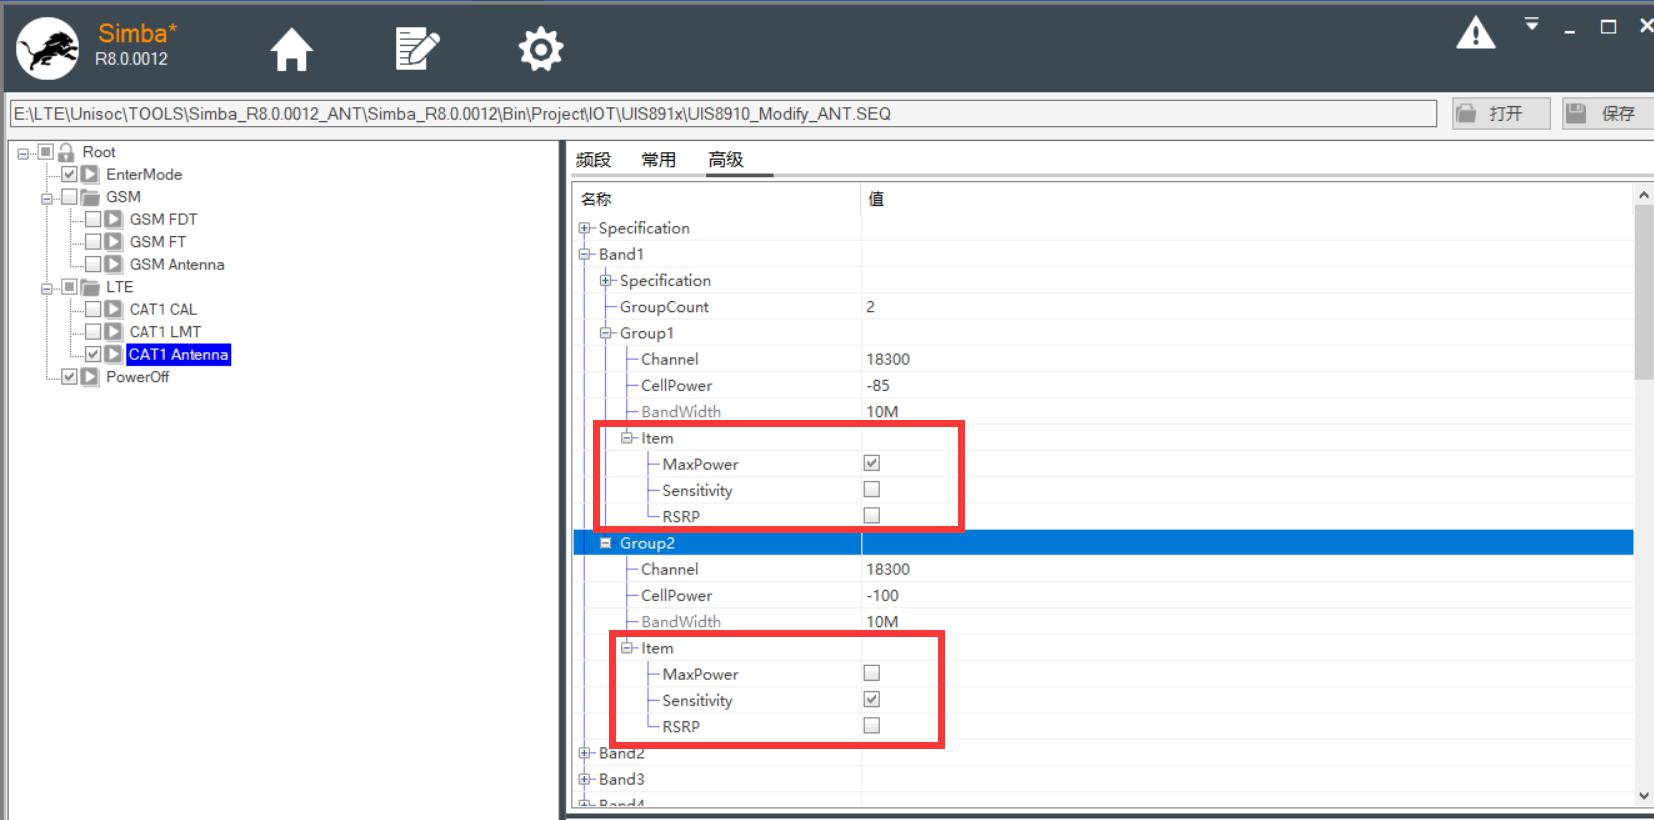 Simba*
R8.0.0012
E:\LTE\Unisoc\TOOLS\Simba_R8.0.0012_ANT\Simba_R8.0.0012\Bin\Project\IOT\UIS891x\UIS8910_Modify_ANT.SEQ
打开
保存
Root
EnterMode
GSM
GSM FDT
GSM FT
GSM Antenna
LTE
CAT1 CAL
CAT1 LMT
CAT1 Antenna
PowerOff
频段 常用 高级
名称 值
Specification
Band1
Specification
GroupCount 2
Group1
Channel 18300
CellPower -85
BandWidth 10M
Item
MaxPower
Sensitivity
RSRP
Group2
Channel 18300
CellPower -100
BandWidth 10M
Item
MaxPower
Sensitivity
RSRP
Band2
Band3
Band4